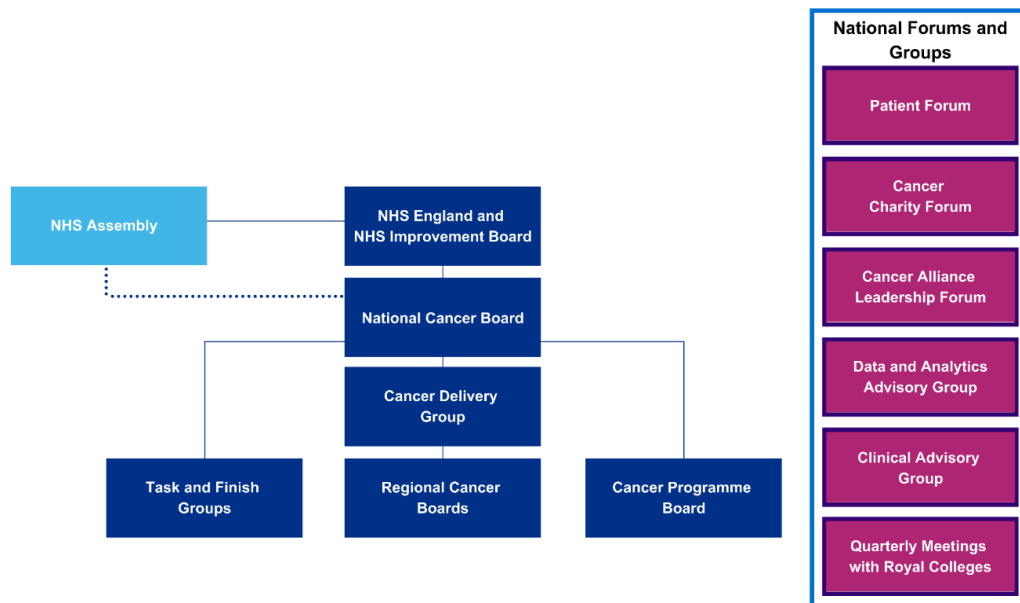 NHS Assembly
NHS England and
NHS Improvement Board
National Cancer Board
Cancer Delivery
Group
Task and Finish
Groups
Regional Cancer
Boards
Cancer Programme
Board
National Forums and
Groups
Patient Forum
Cancer
Charity Forum
Cancer Alliance
Leadership Forum
Data and Analytics
Advisory Group
Clinical Advisory
Group
Quarterly Meetings
with Royal Colleges